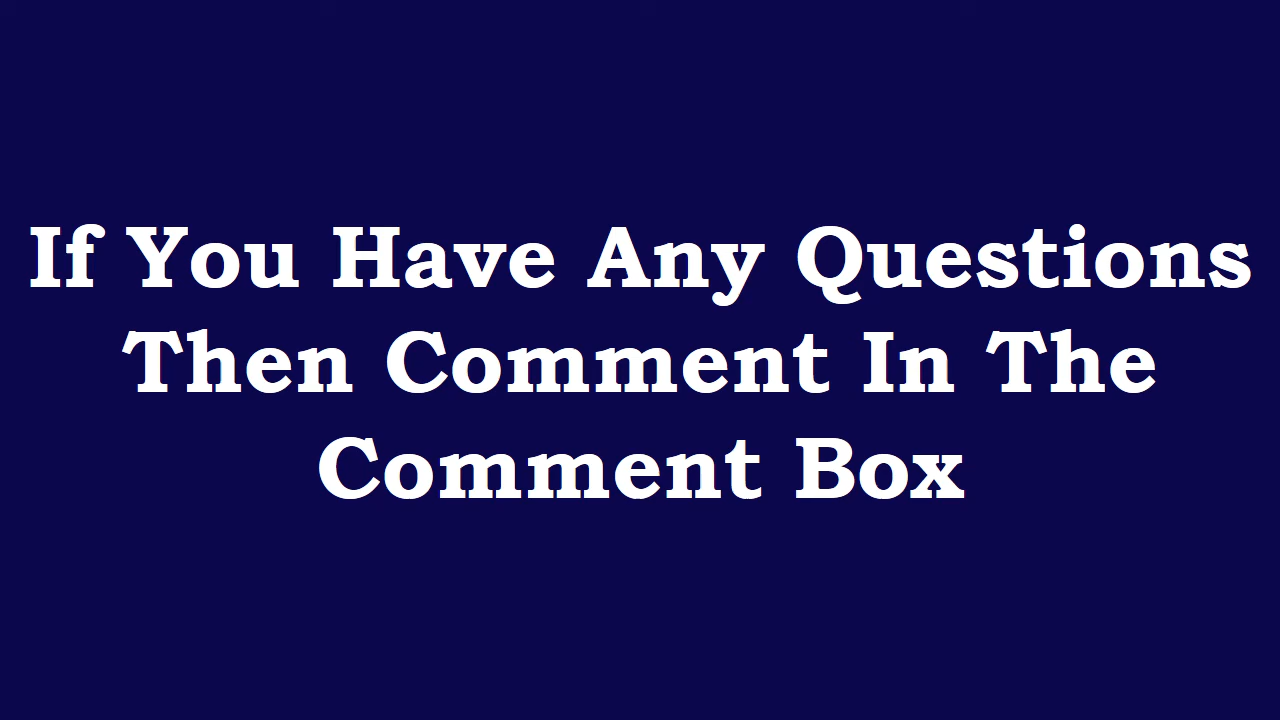 If You Have Any Questions
Then Comment In The
Comment Box